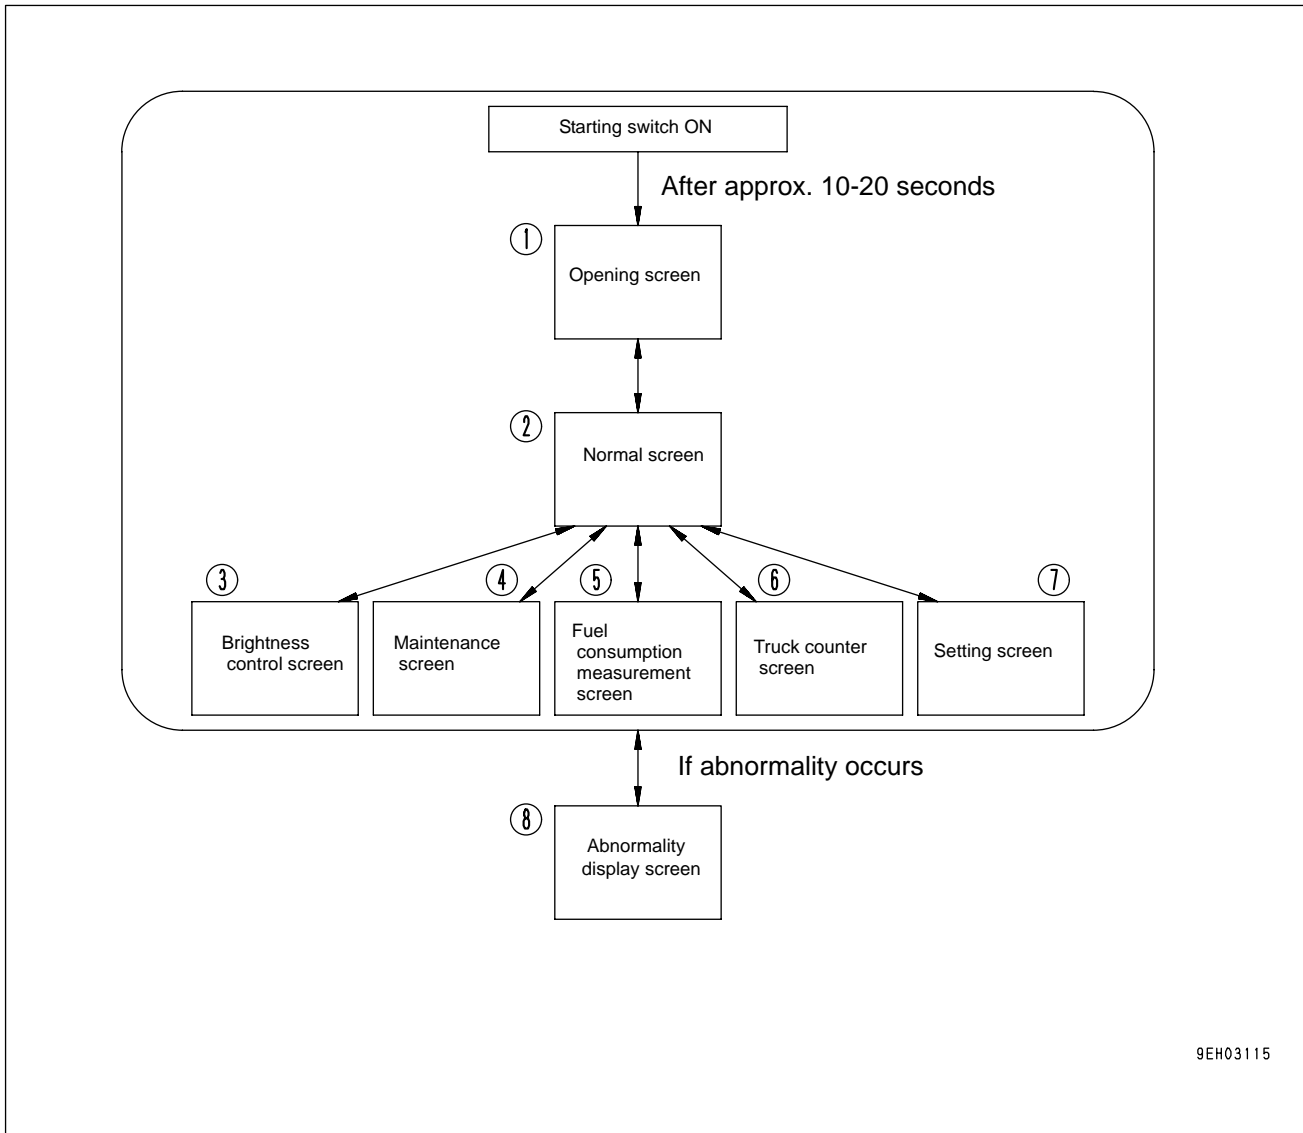 Starting switch ON
After approx. 10-20 seconds
1
Opening screen
2
Normal screen
3
4
5
6
7
Brightness
control screen
Maintenance
screen
Fuel
consumption
measurement
screen
Truck counter
screen
Setting screen
If abnormality occurs
8
Abnormality
display screen
9EH03115